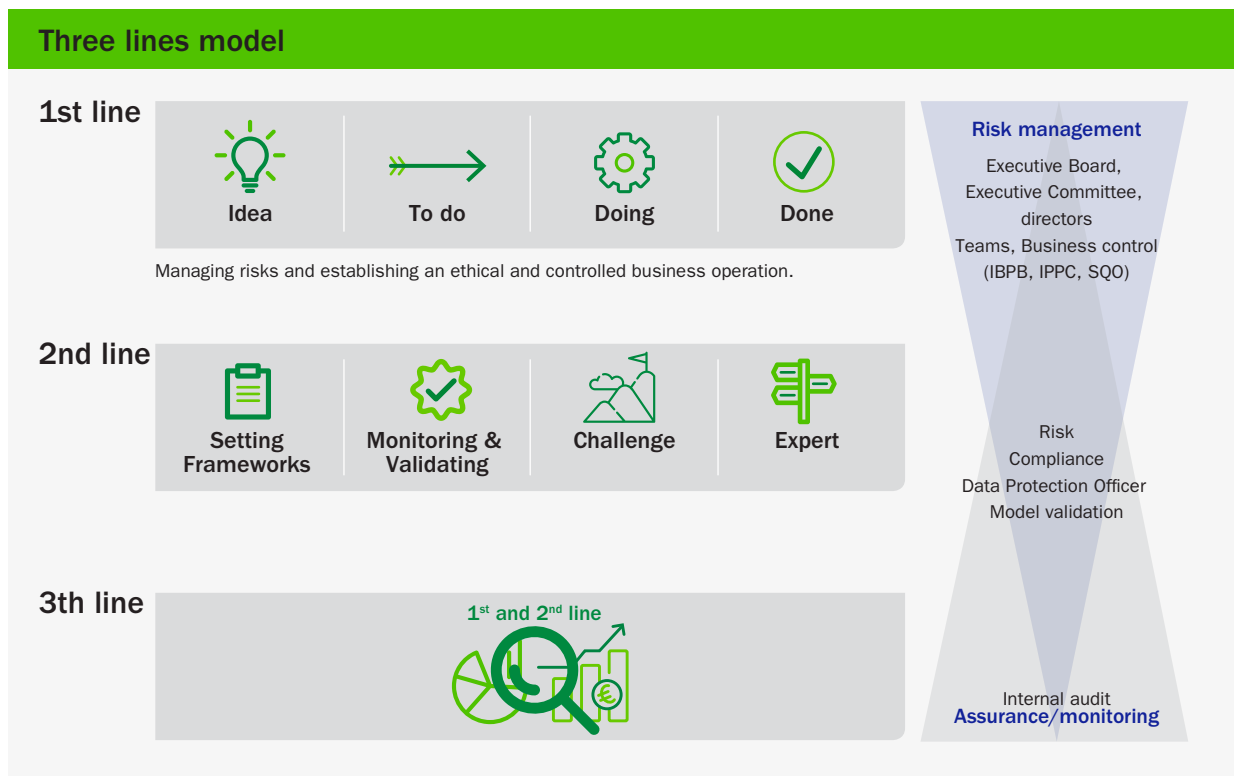 Three lines model
1st line
Idea
To do
Doing
Done
Managing risks and establishing an ethical and controlled business operation.
Risk management
Executive Board,
Executive Committee,
directors
Teams, Business control
(IBPB, IPPC, SQO)
2nd line
Setting
Frameworks
Monitoring &
Validating
Challenge
Expert
Risk
Compliance
Data Protection Officer
Model validation
3th line
1st and 2nd line
€
Internal audit
Assurance/monitoring